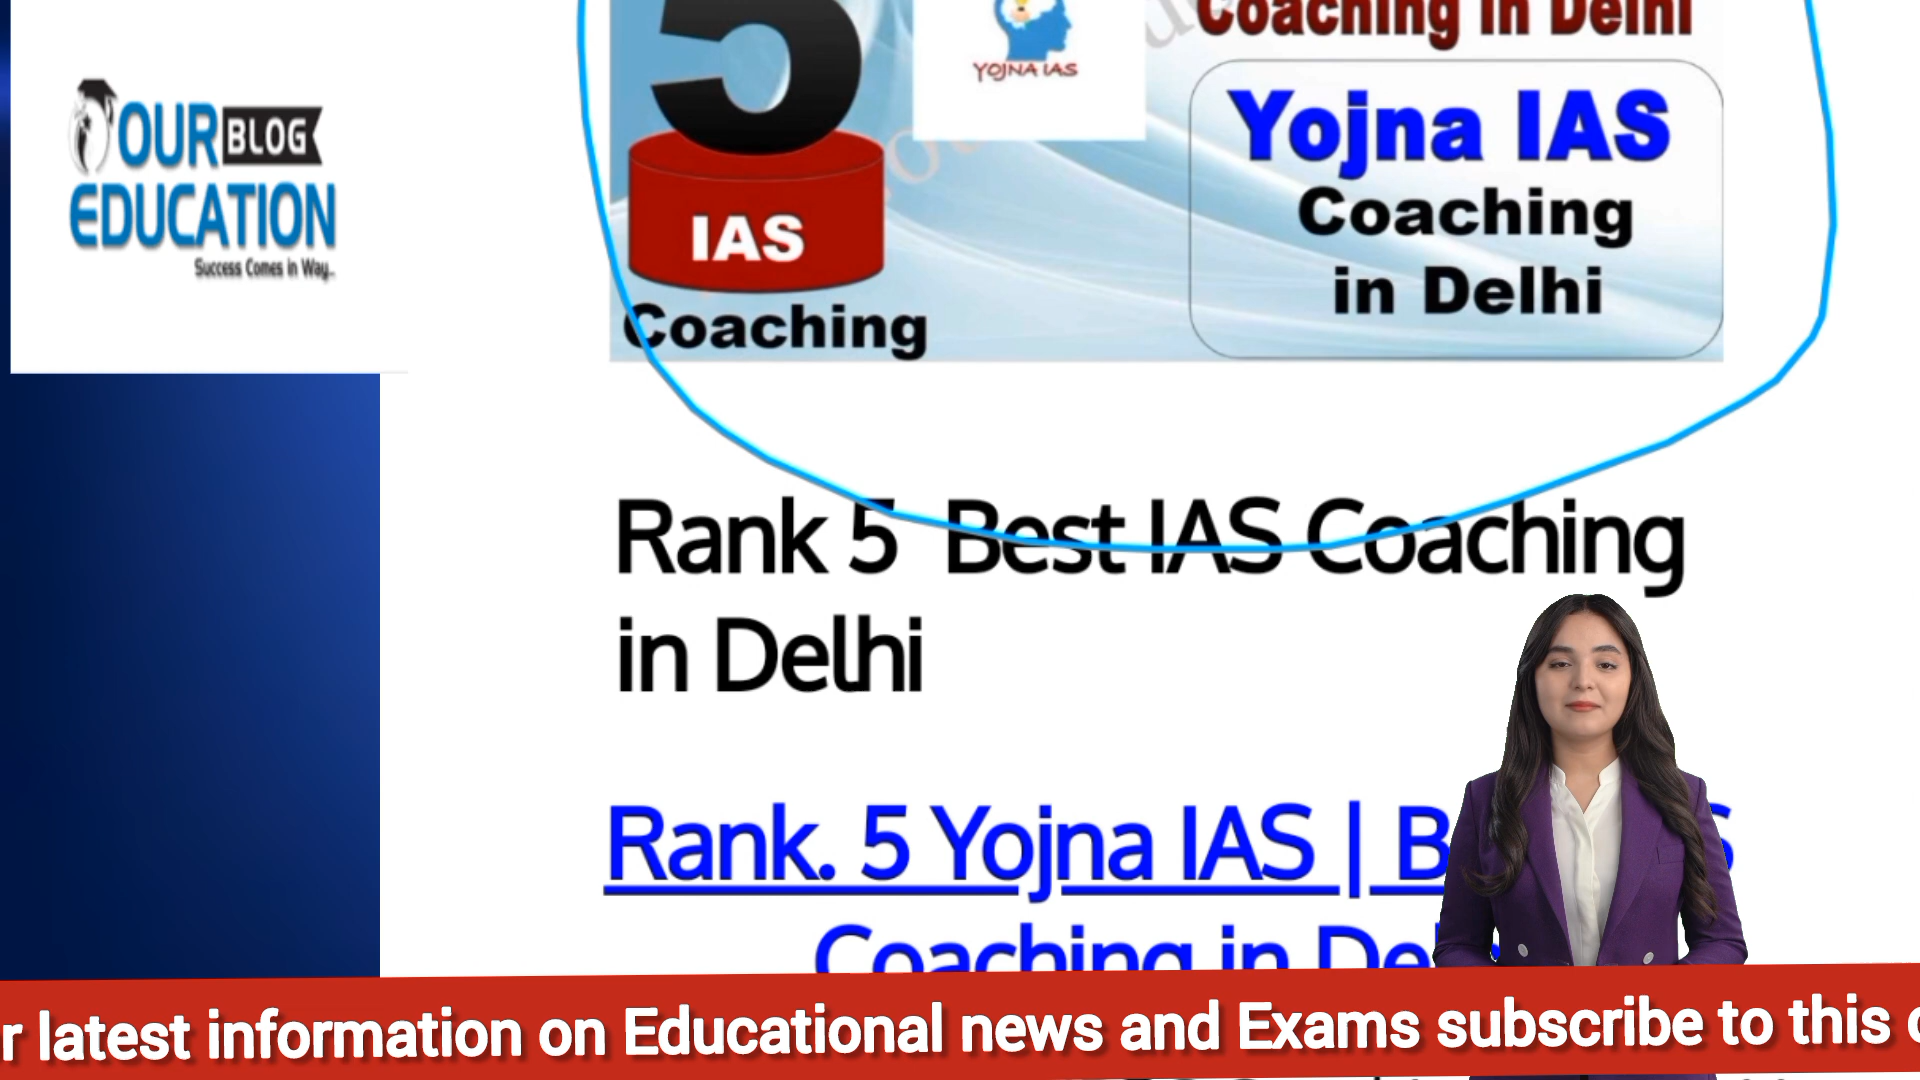 5
Coaching in Delhi
YOJNA IAS
OUR BLOG
EDUCATION
Success Comes in Way..
Yojna IAS
Coaching
in Delhi
IAS
Coaching
Rank 5 Best IAS Coaching
in Delhi
Rank. 5 Yojna IAS |
Coaching in
r latest information on Educational news and Exams subscribe to this